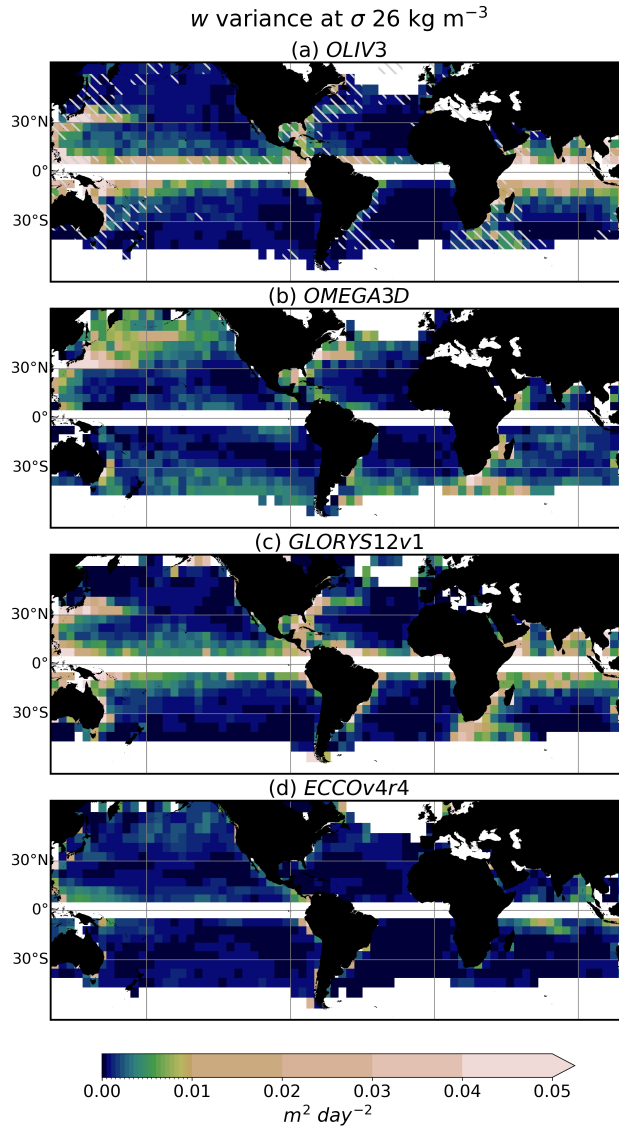 w variance at σ 26 kg m⁻³
(a) OLIV3
30°N
0°
30°S
(b) OMEGA3D
30°N
0°
30°S
(c) GLORYS12v1
30°N
0°
30°S
(d) ECCOv4r4
30°N
0°
30°S
0.00 0.01 0.02 0.03 0.04 0.05
m² day⁻²